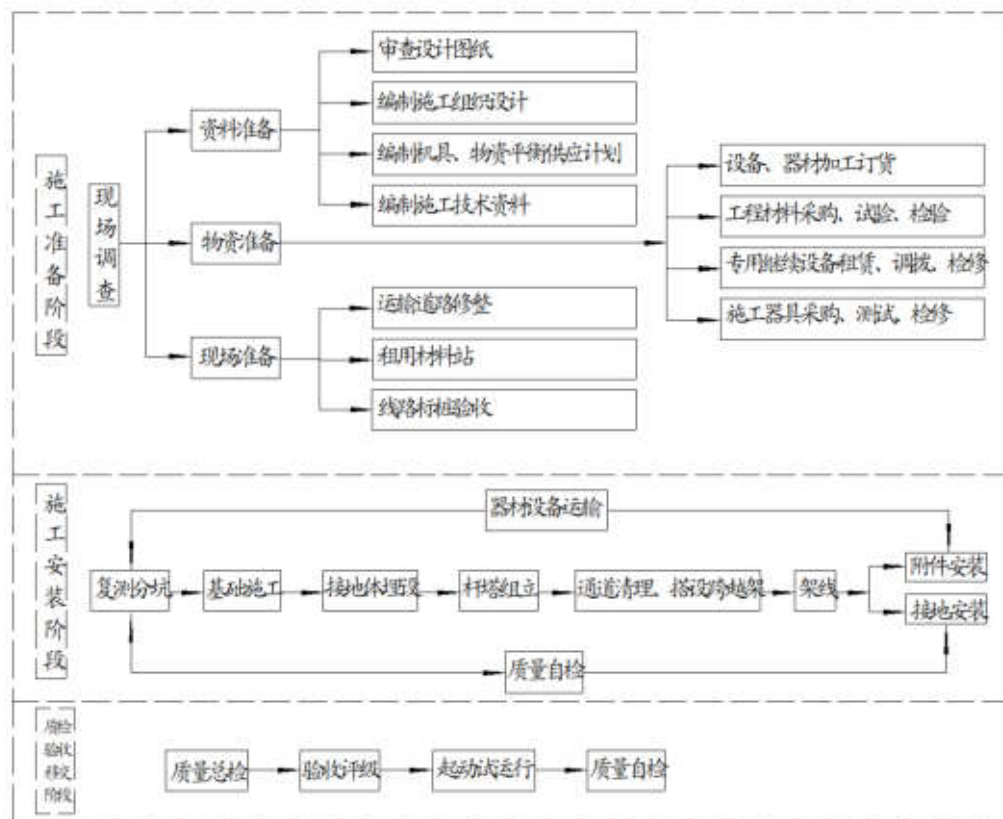 施工准备阶段
现场调查
资料准备
审查设计图纸
编制施工组织设计
编制机具、物资平衡供应计划
编制施工技术资料
物资准备
设备、器材加工订货
工程材料采购、试验、检验
专用继续设备租赁、调拨、检修
施工器具采购、测试、检修
现场准备
运输道路修整
租用材料站
线路标桩验收
施工安装阶段
器材设备运输
复测分坑
基础施工
接地体埋设
杆塔组立
通道清理、搭设跨越架
架线
附件安装
接地安装
质量自检
验收
移交
阶段
质量总检
验收评级
起动试运行
质量自检